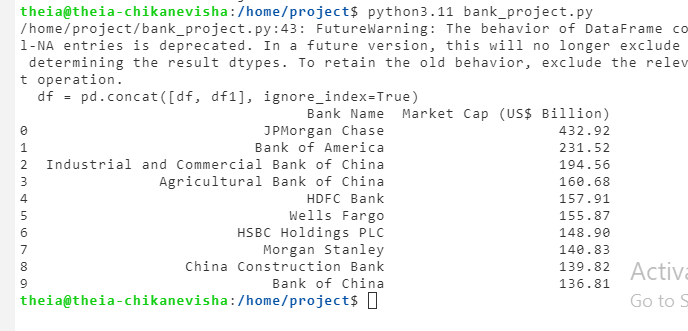 theia@theia-chikanevisha:/home/project$ python3.11 bank_project.py
/home/project/bank_project.py:43: FutureWarning: The behavior of DataFrame co
l-NA entries is deprecated. In a future version, this will no longer exclude
determining the result dtypes. To retain the old behavior, exclude the relev
t operation.
df = pd.concat([df, df1], ignore_index=True)
Bank Name Market Cap (US$ Billion)
0 JPMorgan Chase 432.92
1 Bank of America 231.52
2 Industrial and Commercial Bank of China 194.56
3 Agricultural Bank of China 160.68
4 HDFC Bank 157.91
5 Wells Fargo 155.87
6 HSBC Holdings PLC 148.90
7 Morgan Stanley 140.83
8 China Construction Bank 139.82
9 Bank of China 136.81
theia@theia-chikanevisha:/home/project$
Activa
Go to S